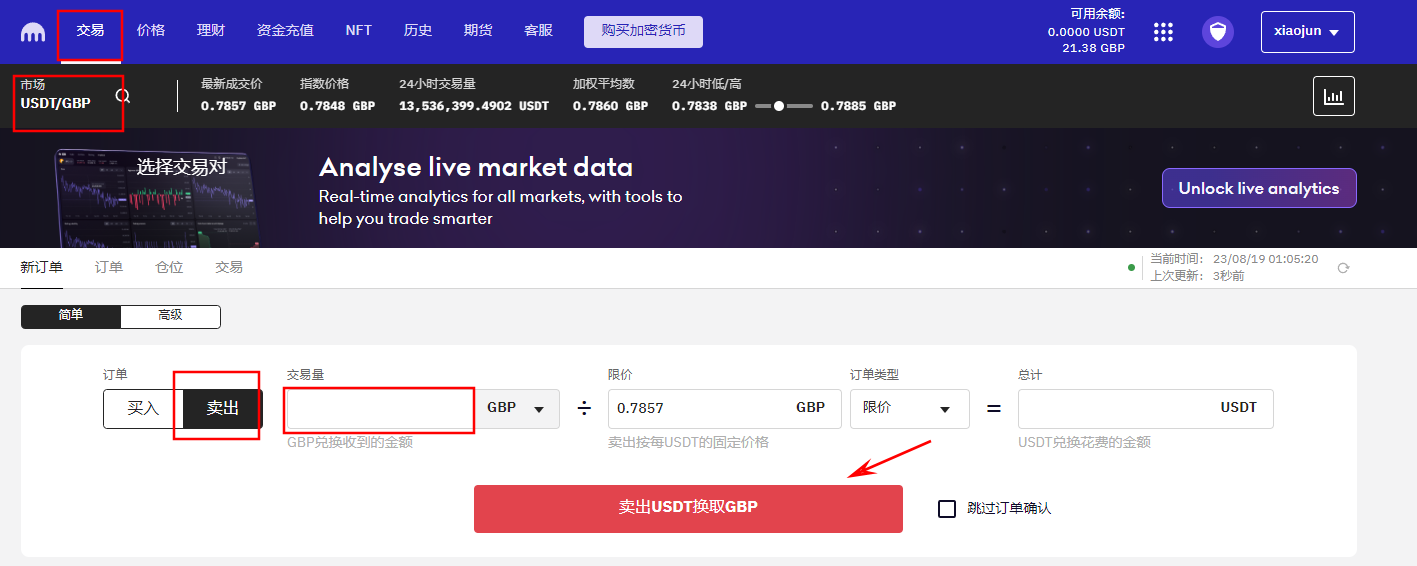 交易 价格 理财 资金充值 NFT 历史 期货 客服 购买加密货币
可用余额:
0.0000 USDT
21.38 GBP
xiaojun
市场
USDT/GBP
最新成交价 指数价格 24小时交易量 加权平均数 24小时低/高
0.7857 GBP 0.7848 GBP 13,536,399.4902 USDT 0.7860 GBP 0.7838 GBP 0.7885 GBP
选择交易对
Analyse live market data
Real-time analytics for all markets, with tools to
help you trade smarter
Unlock live analytics
新订单 订单 仓位 交易
当前时间: 23/08/19 01:05:20
上次更新: 3秒前
简单 高级
订单 交易量 限价 订单类型 总计
买入 卖出 GBP ÷ 0.7857 GBP 限价 = USDT
GBP兑换收到的金额 卖出按每USDT的固定价格 USDT兑换花费的金额
卖出USDT换取GBP 跳过订单确认